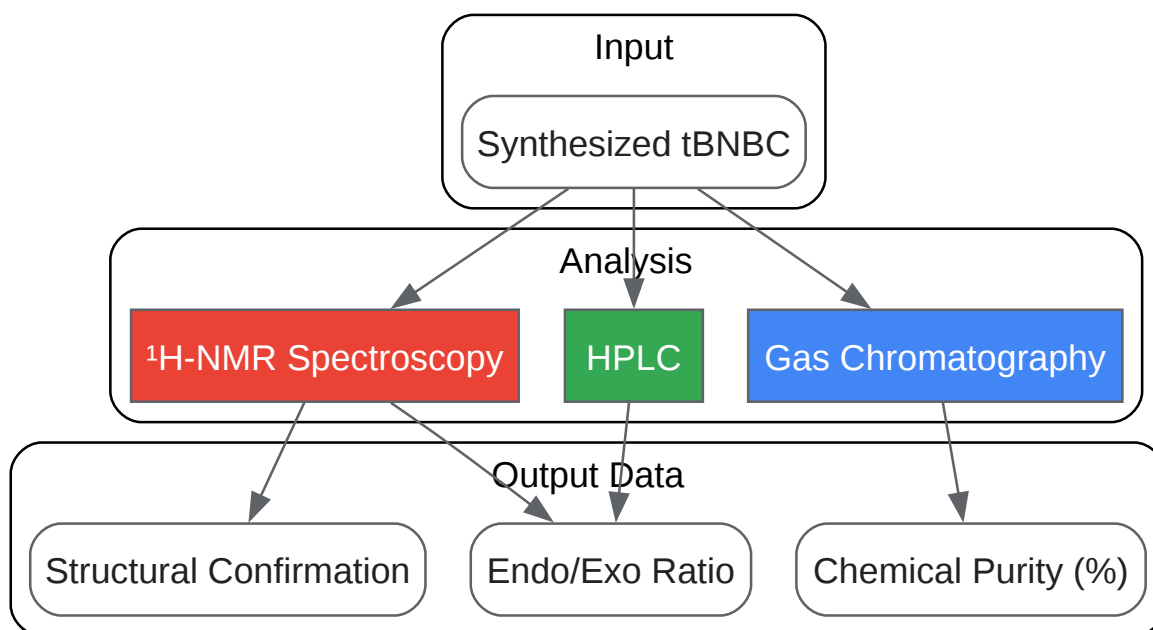 Input
Synthesized tBNBC
Analysis
¹H-NMR Spectroscopy
HPLC
Gas Chromatography
Output Data
Structural Confirmation
Endo/Exo Ratio
Chemical Purity (%)